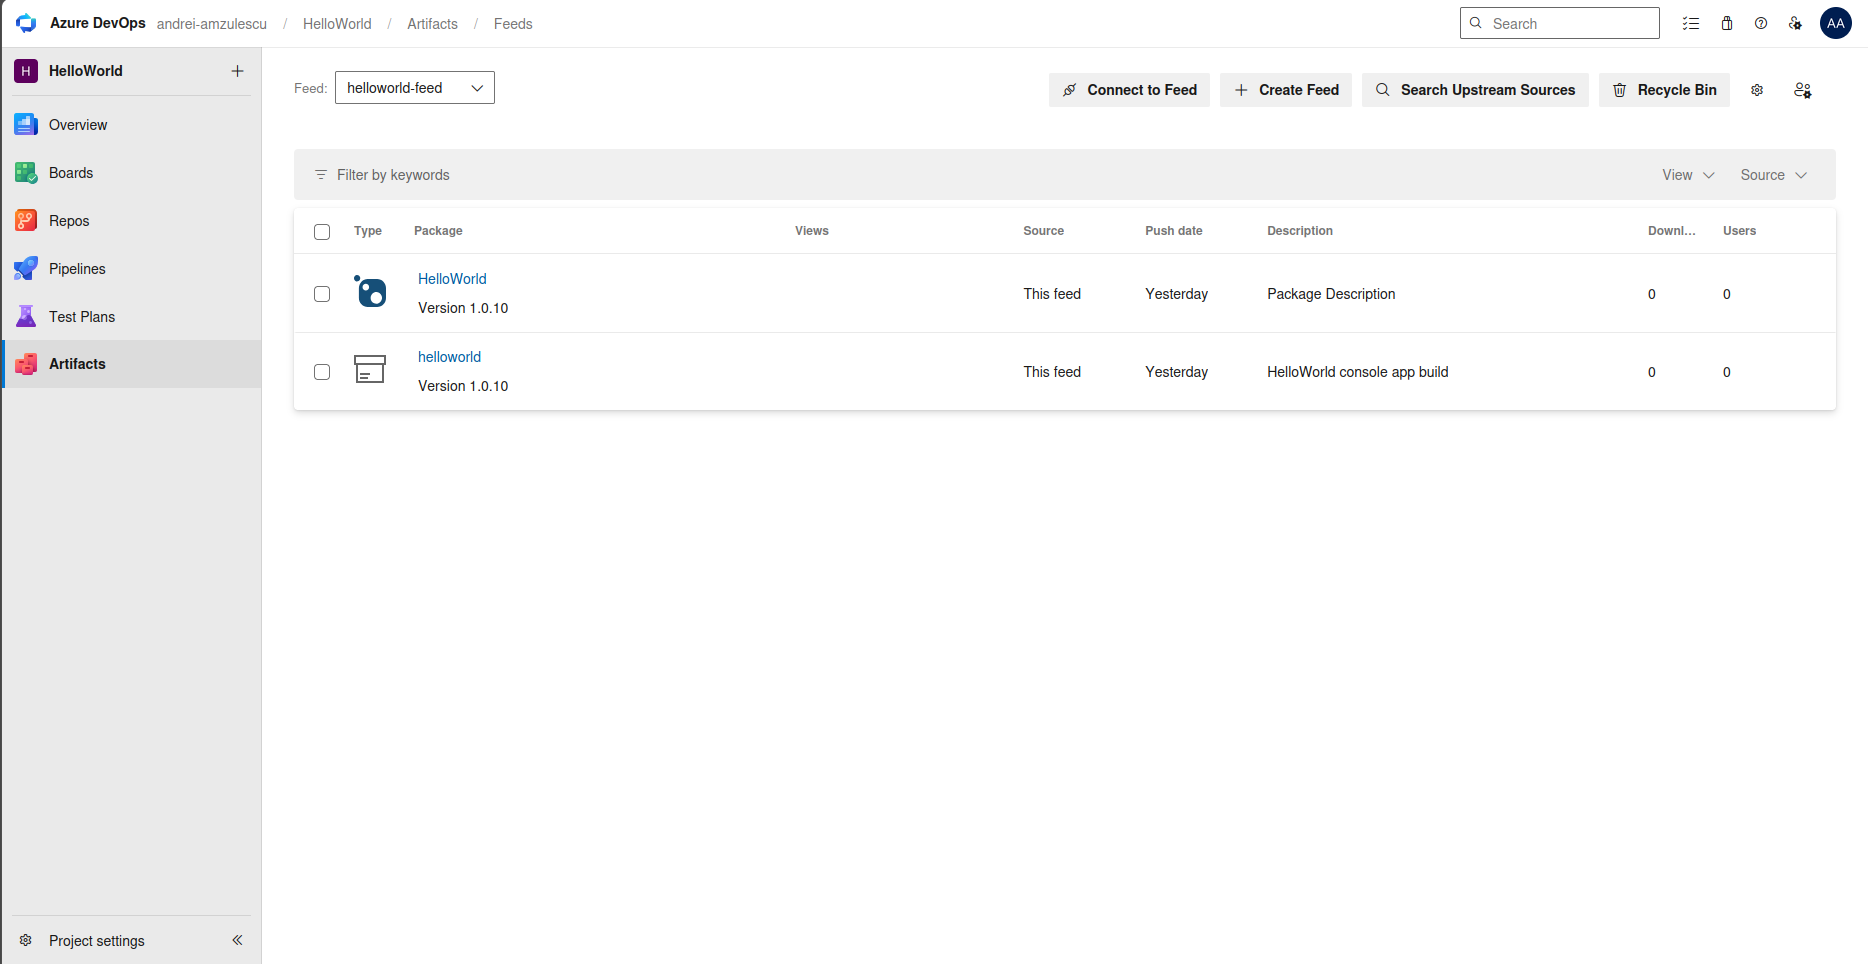 Azure DevOps andrei-amzulescu / HelloWorld / Artifacts / Feeds Search AA
H HelloWorld
Overview
Boards
Repos
Pipelines
Test Plans
Artifacts
Project settings
Feed: helloworld-feed Connect to Feed Create Feed Search Upstream Sources Recycle Bin
Filter by keywords View Source
Type Package Views Source Push date Description Downl... Users
HelloWorld
Version 1.0.10 This feed Yesterday Package Description 0 0
helloworld
Version 1.0.10 This feed Yesterday HelloWorld console app build 0 0